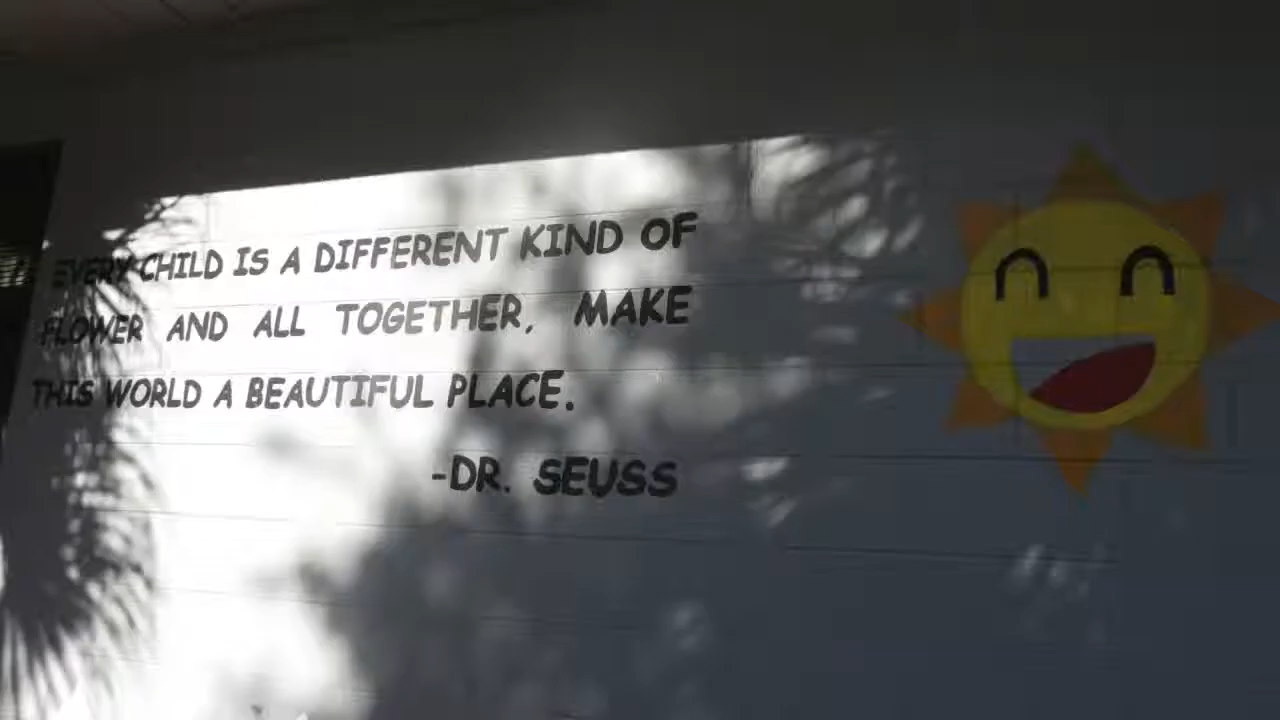 EVERY CHILD IS A DIFFERENT KIND OF
FLOWER AND ALL TOGETHER, MAKE
THIS WORLD A BEAUTIFUL PLACE.
-DR. SEUSS